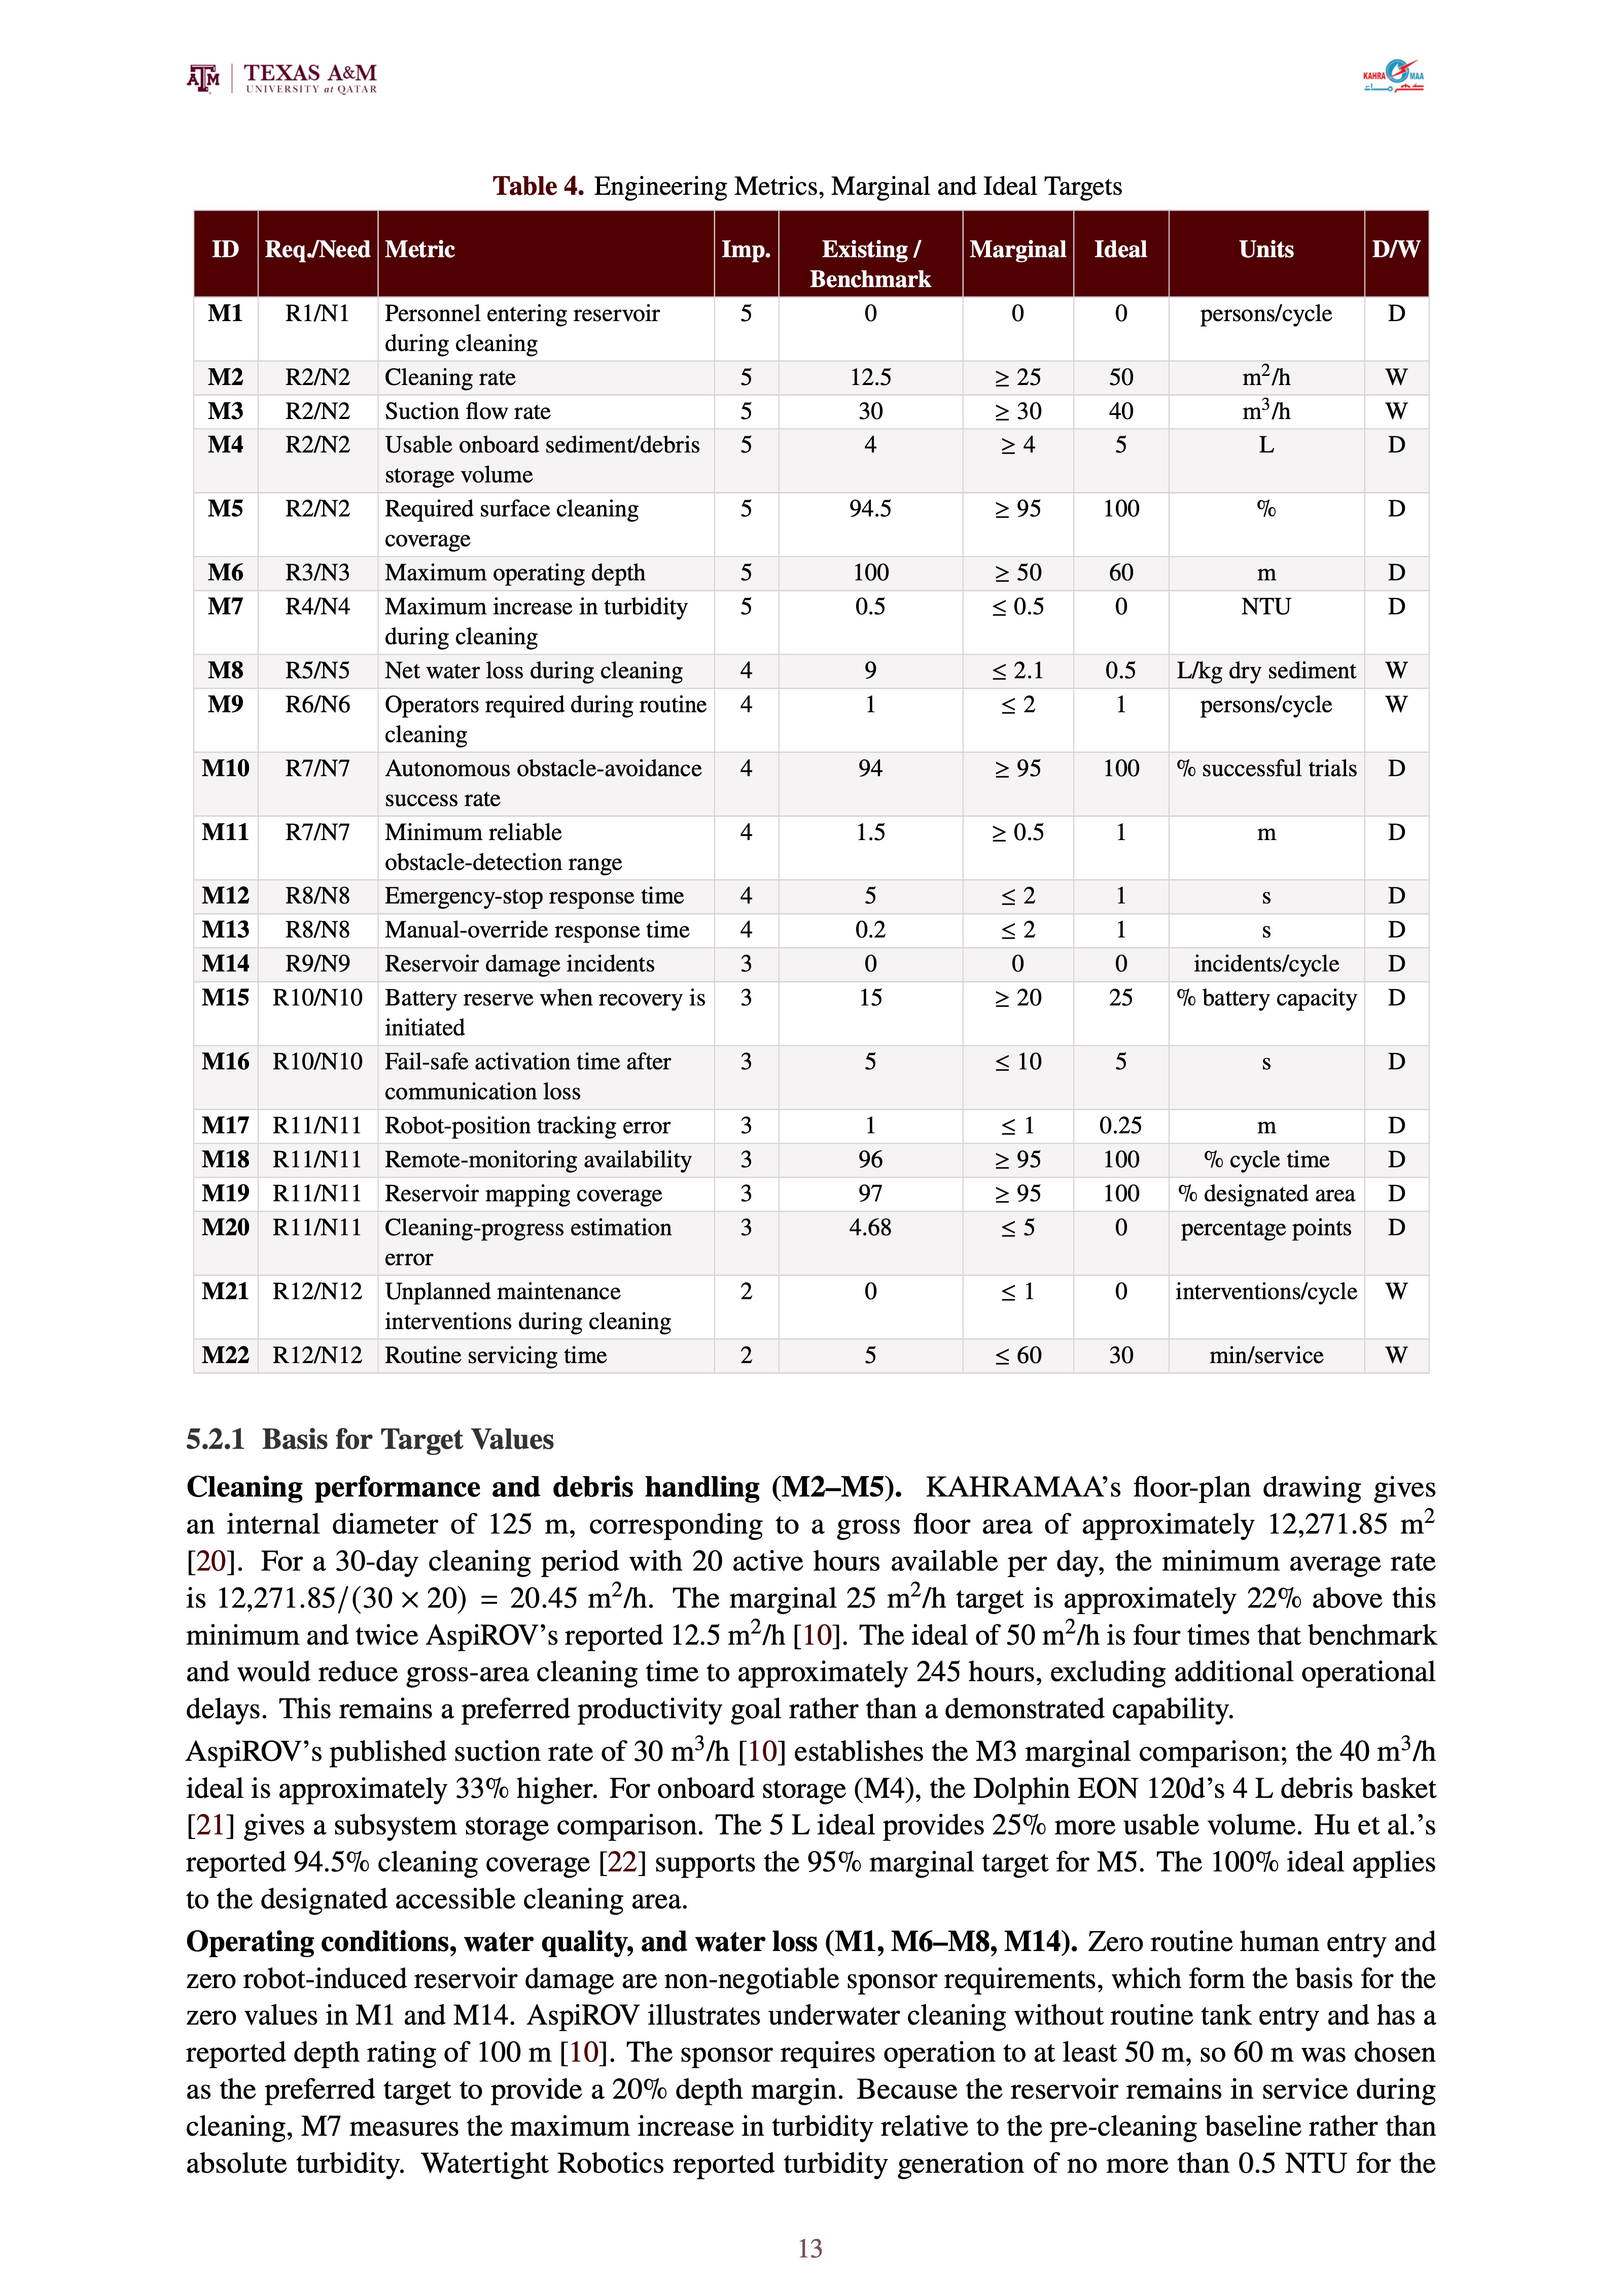 TEXAS A&M
UNIVERSITY at QATAR
KAHRA MAA
Table 4. Engineering Metrics, Marginal and Ideal Targets
ID Req./Need Metric Imp. Existing / Benchmark Marginal Ideal Units D/W
M1 R1/N1 Personnel entering reservoir during cleaning 5 0 0 0 persons/cycle D
M2 R2/N2 Cleaning rate 5 12.5 ≥ 25 50 m²/h W
M3 R2/N2 Suction flow rate 5 30 ≥ 30 40 m³/h W
M4 R2/N2 Usable onboard sediment/debris storage volume 5 4 ≥ 4 5 L D
M5 R2/N2 Required surface cleaning coverage 5 94.5 ≥ 95 100 % D
M6 R3/N3 Maximum operating depth 5 100 ≥ 50 60 m D
M7 R4/N4 Maximum increase in turbidity during cleaning 5 0.5 ≤ 0.5 0 NTU D
M8 R5/N5 Net water loss during cleaning 4 9 ≤ 2.1 0.5 L/kg dry sediment W
M9 R6/N6 Operators required during routine cleaning 4 1 ≤ 2 1 persons/cycle W
M10 R7/N7 Autonomous obstacle-avoidance success rate 4 94 ≥ 95 100 % successful trials D
M11 R7/N7 Minimum reliable obstacle-detection range 4 1.5 ≥ 0.5 1 m D
M12 R8/N8 Emergency-stop response time 4 5 ≤ 2 1 s D
M13 R8/N8 Manual-override response time 4 0.2 ≤ 2 1 s D
M14 R9/N9 Reservoir damage incidents 3 0 0 0 incidents/cycle D
M15 R10/N10 Battery reserve when recovery is initiated 3 15 ≥ 20 25 % battery capacity D
M16 R10/N10 Fail-safe activation time after communication loss 3 5 ≤ 10 5 s D
M17 R11/N11 Robot-position tracking error 3 1 ≤ 1 0.25 m D
M18 R11/N11 Remote-monitoring availability 3 96 ≥ 95 100 % cycle time D
M19 R11/N11 Reservoir mapping coverage 3 97 ≥ 95 100 % designated area D
M20 R11/N11 Cleaning-progress estimation error 3 4.68 ≤ 5 0 percentage points D
M21 R12/N12 Unplanned maintenance interventions during cleaning 2 0 ≤ 1 0 interventions/cycle W
M22 R12/N12 Routine servicing time 2 5 ≤ 60 30 min/service W
5.2.1 Basis for Target Values
Cleaning performance and debris handling (M2–M5). KAHRAMAA's floor-plan drawing gives
an internal diameter of 125 m, corresponding to a gross floor area of approximately 12,271.85 m²
[20]. For a 30-day cleaning period with 20 active hours available per day, the minimum average rate
is 12,271.85/(30 × 20) = 20.45 m²/h. The marginal 25 m²/h target is approximately 22% above this
minimum and twice AspiROV's reported 12.5 m²/h [10]. The ideal of 50 m²/h is four times that benchmark
and would reduce gross-area cleaning time to approximately 245 hours, excluding additional operational
delays. This remains a preferred productivity goal rather than a demonstrated capability.
AspiROV's published suction rate of 30 m³/h [10] establishes the M3 marginal comparison; the 40 m³/h
ideal is approximately 33% higher. For onboard storage (M4), the Dolphin EON 120d's 4 L debris basket
[21] gives a subsystem storage comparison. The 5 L ideal provides 25% more usable volume. Hu et al.'s
reported 94.5% cleaning coverage [22] supports the 95% marginal target for M5. The 100% ideal applies
to the designated accessible cleaning area.
Operating conditions, water quality, and water loss (M1, M6–M8, M14). Zero routine human entry and
zero robot-induced reservoir damage are non-negotiable sponsor requirements, which form the basis for the
zero values in M1 and M14. AspiROV illustrates underwater cleaning without routine tank entry and has a
reported depth rating of 100 m [10]. The sponsor requires operation to at least 50 m, so 60 m was chosen
as the preferred target to provide a 20% depth margin. Because the reservoir remains in service during
cleaning, M7 measures the maximum increase in turbidity relative to the pre-cleaning baseline rather than
absolute turbidity. Watertight Robotics reported turbidity generation of no more than 0.5 NTU for the
13